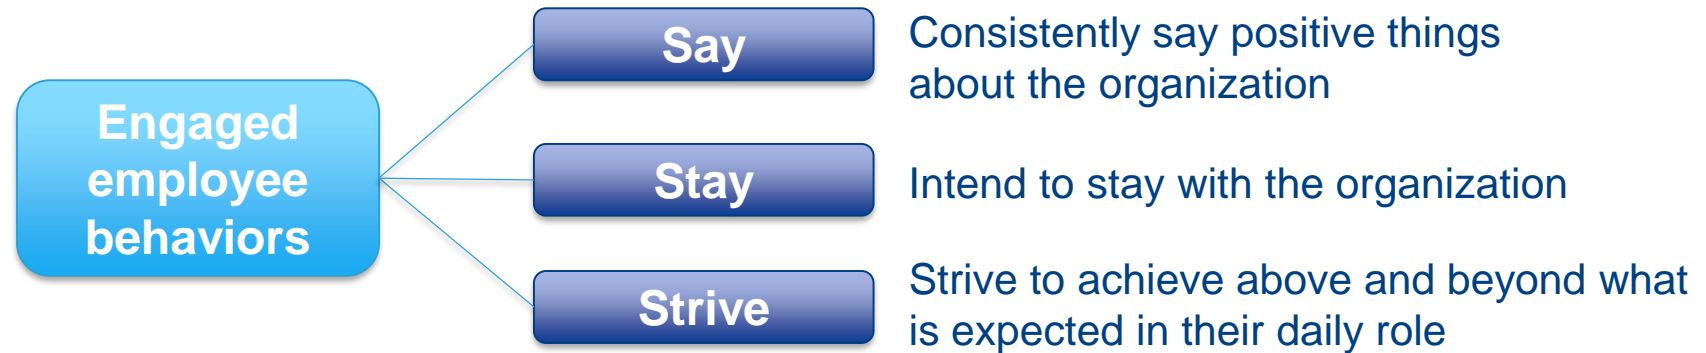 Engaged
employee
behaviors
Say
Consistently say positive things
about the organization
Stay
Intend to stay with the organization
Strive
Strive to achieve above and beyond what
is expected in their daily role